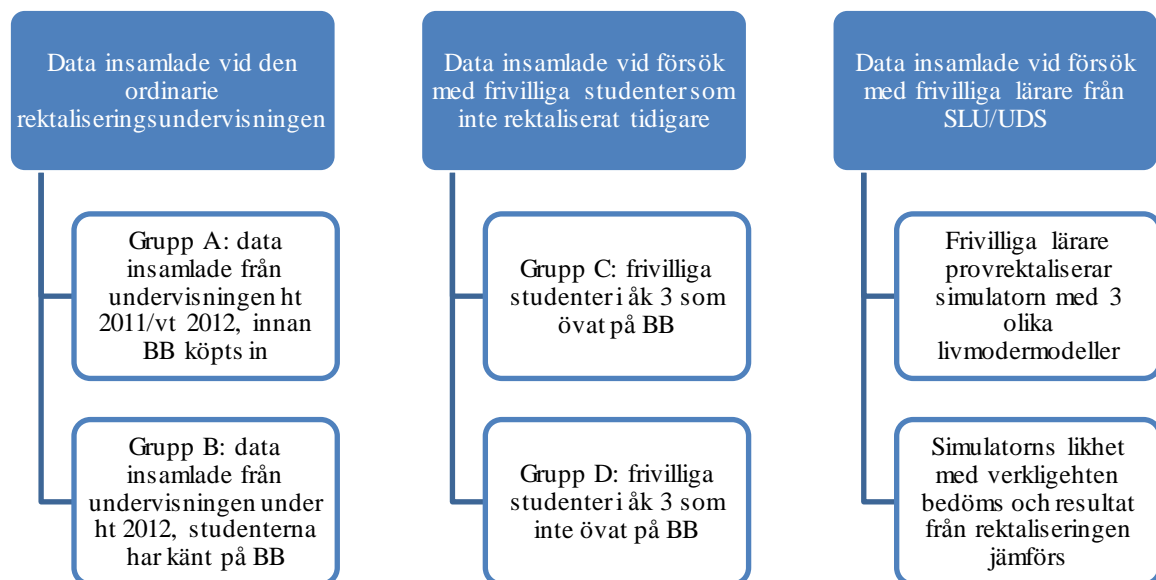 Data insamlade vid den
ordinarie
rektaliseringsundervisningen
Grupp A: data
insamlade från
undervisningen ht
2011/vt 2012, innan
BB köpts in
Grupp B: data
insamlade från
undervisningen under
ht 2012, studenterna
har känt på BB
Data insamlade vid försök
med frivilliga studenter som
inte rektaliserat tidigare
Grupp C: frivilliga
studenter i åk 3 som
övat på BB
Grupp D: frivilliga
studenter i åk 3 som
inte övat på BB
Data insamlade vid försök
med frivilliga lärare från
SLU/UDS
Frivilliga lärare
provrektaliserar
simulatorn med 3
olika
livmodermodeller
Simulatorns likhet
med verkligehten
bedöms och resultat
från rektaliseringen
jämförs